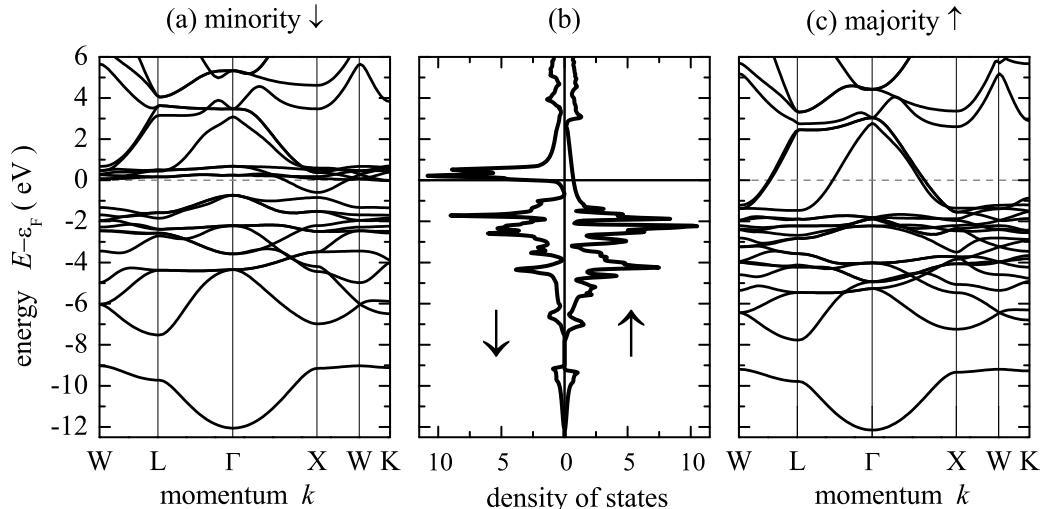 (a) minority ↓
(b)
(c) majority ↑
energy E−ε_F ( eV )
6
4
2
0
-2
-4
-6
-8
-10
-12
W L Γ X W K
10 5 0 5 10
W L Γ X W K
momentum k
density of states
momentum k